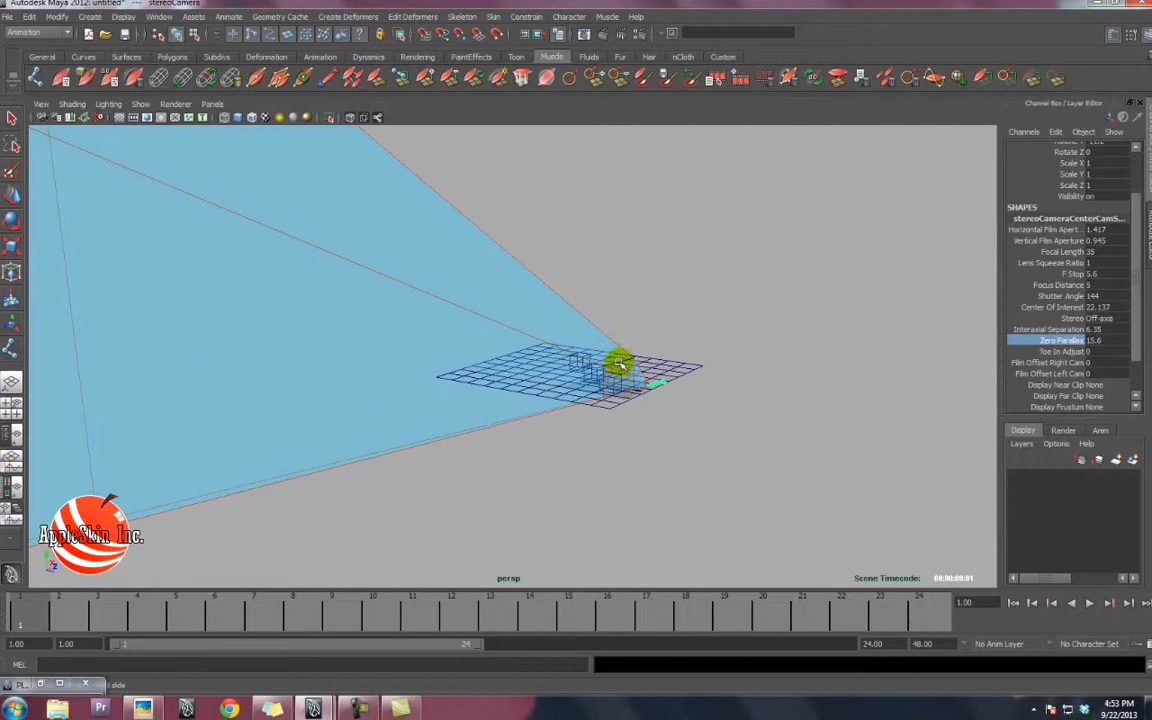 Autodesk Maya 2012: untitled* --- stereoCamera
File Edit Modify Create Display Window Assets Animate Geometry Cache Create Deformers Edit Deformers Skeleton Skin Constrain Character Muscle Help
Animation
General Curves Surfaces Polygons Subdivs Deformation Animation Dynamics Rendering PaintEffects Toon Muscle Fluids Fur Hair nCloth Custom
View Shading Lighting Show Renderer Panels
Channel Box / Layer Editor
Channels Edit Object Show
Rotate Z 0
Scale X 1
Scale Y 1
Scale Z 1
Visibility on
SHAPES
stereoCameraCenterCamS...
Horizontal Film Apert... 1.417
Vertical Film Aperture 0.945
Focal Length 35
Lens Squeeze Ratio 1
F Stop 5.6
Focus Distance 5
Shutter Angle 144
Center Of Interest 22.137
Stereo Off-axis
Interaxial Separation 6.35
Zero Parallax 15.6
Toe In Adjust 0
Film Offset Right Cam 0
Film Offset Left Cam 0
Display Near Clip None
Display Far Clip None
Display Frustum None
Display Render Anim
Layers Options Help
AppleSkin Inc.
persp
Scene Timecode: 00:00:00:01
1 2 3 4 5 6 7 8 9 10 11 12 13 14 15 16 17 18 19 20 21 22 23 24
1
1.00
1.00 1.00 1 24 24.00 48.00 No Anim Layer No Character Set
MEL
slide
Pr
4:53 PM
9/22/2013